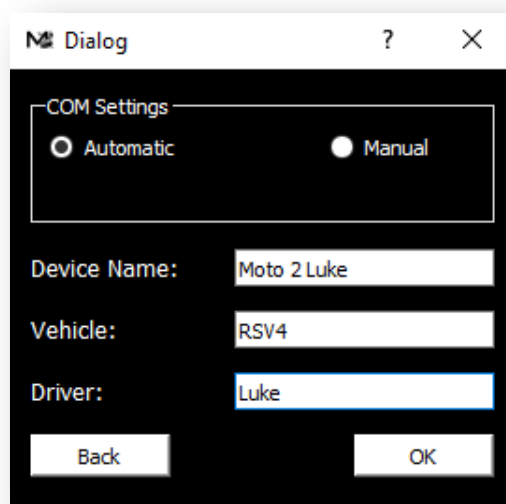 Dialog ?
COM Settings
Automatic Manual
Device Name: Moto 2 Luke
Vehicle: RSV4
Driver: Luke
Back OK